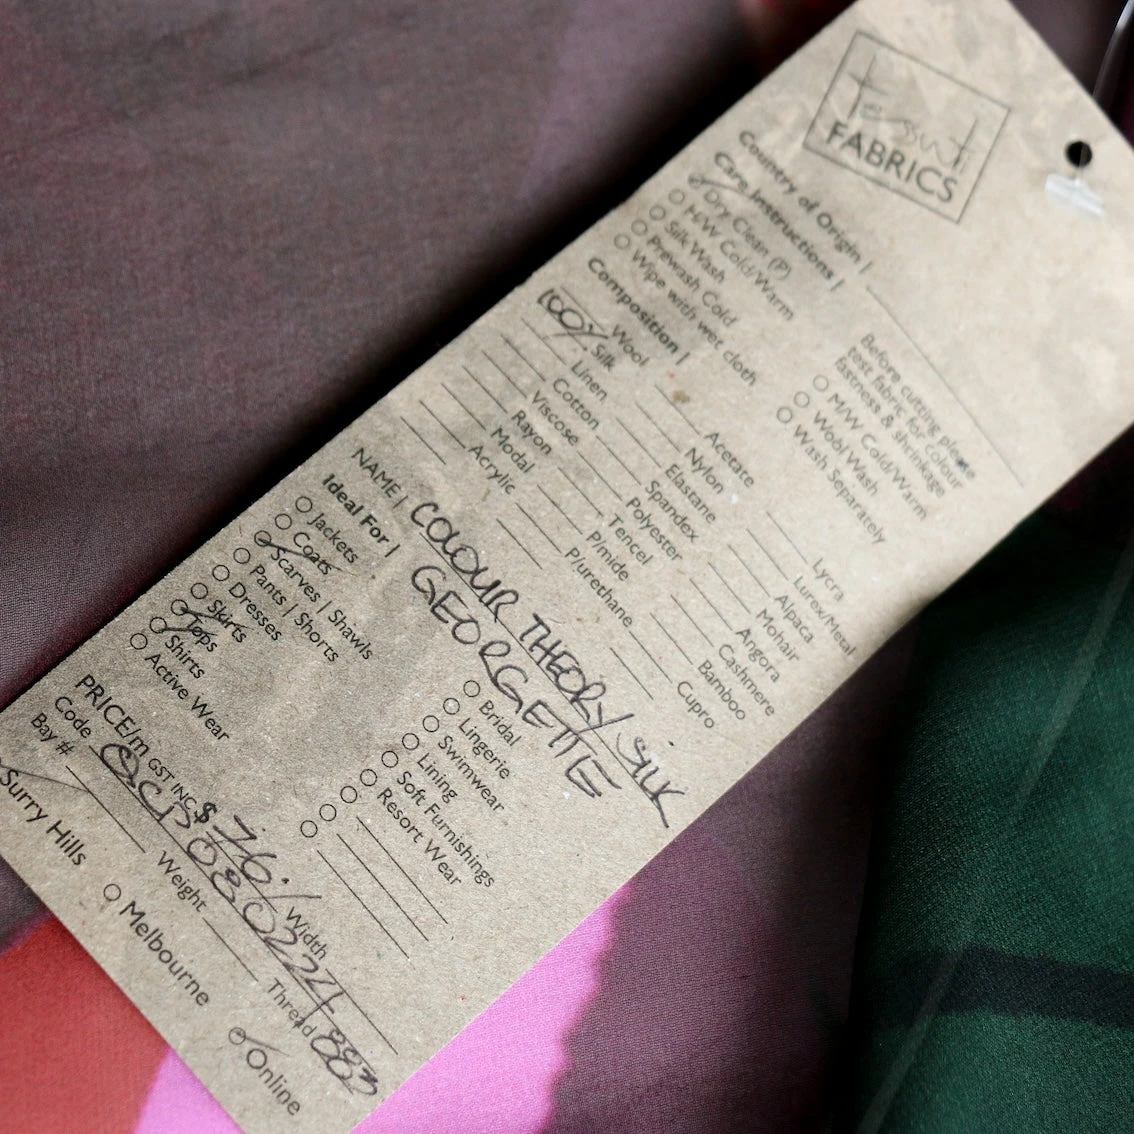 Tessuti
FABRICS
Country of Origin |
Care Instructions |
Dry Clean (P)
H/W Cold/Warm
Silk Wash
Prewash Cold
Wipe with wet cloth
Before cutting please
test fabric for colour
fastness & shrinkage
M/W Cold/Warm
Wool Wash
Wash Separately
Composition |
Wool
100% Silk
Linen
Cotton
Viscose
Rayon
Modal
Acrylic
Acetate
Nylon
Elastane
Spandex
Polyester
Tencel
P/mide
P/urethane
Lycra
Lurex/Metal
Alpaca
Mohair
Angora
Cashmere
Bamboo
Cupro
NAME | COLOUR THEORY/SILK
GEORGETTE
Ideal For |
Jackets
Coats
Scarves | Shawls
Pants | Shorts
Dresses
Skirts
Tops
Shirts
Active Wear
Bridal
Lingerie
Swimwear
Lining
Soft Furnishings
Resort Wear
PRICE/m GST INC. $76./ Width
Code
Weight
Thread 883
Bay #
Surry Hills
Melbourne
Online